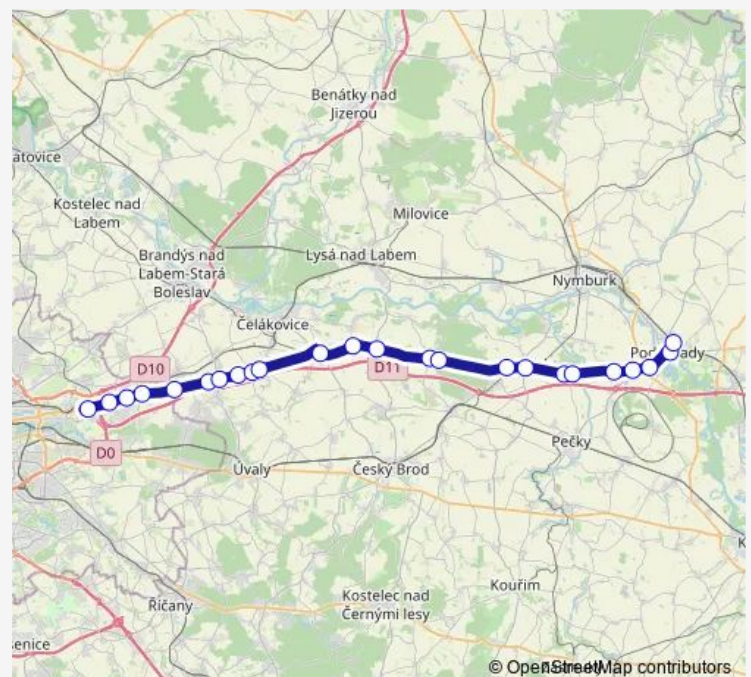 Benátky nad
Jizerou
atovice
Kostelec nad
Labem
Milovice
Brandýs nad
Labem-Stará
Boleslav
Lysá nad Labem
Nymburk
Čelákovice
D10
D11
D0
Úvaly
Český Brod
Pečky
Kouřim
Kostelec nad
Černými lesy
Říčany
© OpenStreetMap contributors